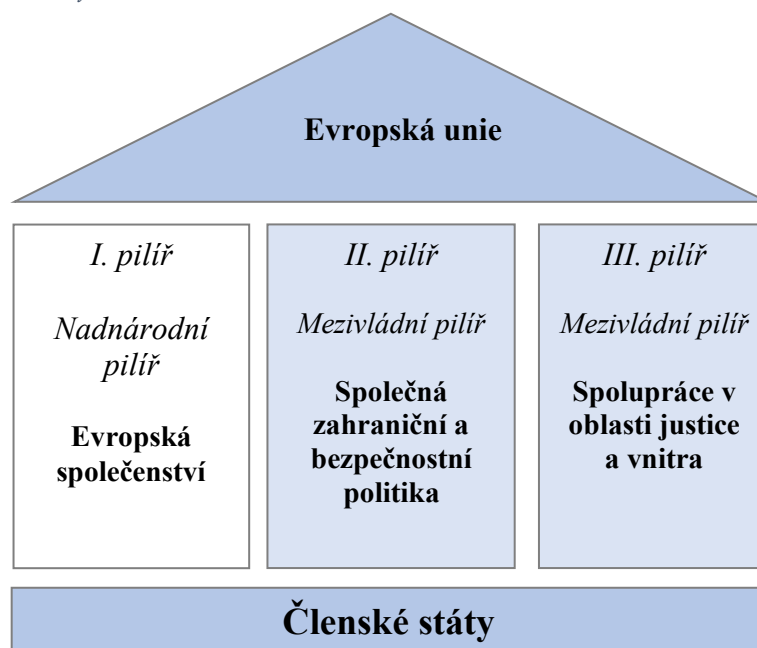 Evropská unie
I. pilíř
Nadnárodní
pilíř
Evropská
společenství
II. pilíř
Mezivládní pilíř
Společná
zahraniční a
bezpečnostní
politika
III. pilíř
Mezivládní pilíř
Spolupráce v
oblasti justice
a vnitra
Členské státy